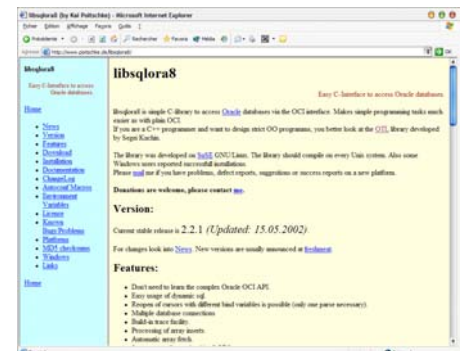 libsqlora8 (by Kai Poitschke) - Microsoft Internet Explorer
libsqlora8
Easy C-Interface to access
Oracle databases.
Home
News
Version
Features
Download
Installation
Documentation
ChangeLog
Autoconf Macros
Environment
Variables
License
Known
Bugs/Problems
Platforms
MD5 checksums
Windows
Links
Home
libsqlora8
Easy C-Interface to access Oracle databases.
libsqlora8 is simple C-library to access Oracle databases via the OCI interface. Makes simple programming tasks much
easier as with plain OCI.
If you are a C++ programmer and want to design strict OO programms, you better look at the OTL library developed
by Sergei Kuchin.
The library was developed on SuSE GNU/Linux. The library should compile on every Unix system. Also some
Windows users reported successfull installations.
Please mail me if you have problems, defect reports, suggestions or success reports on a new platform.
Donations are welcome, please contact me.
Version:
Current stable release is 2.2.1 (Updated: 15.05.2002).
For changes look into News. New versions are usually announced at freshmeat.
Features:
Don't need to learn the complex Oracle OCI API.
Easy usage of dynamic sql.
Reopen of cursors with different bind variables is possible (only one parse necessary).
Multiple database connections
Build-in trace facility.
Processing of array inserts.
Automatic array fetch.